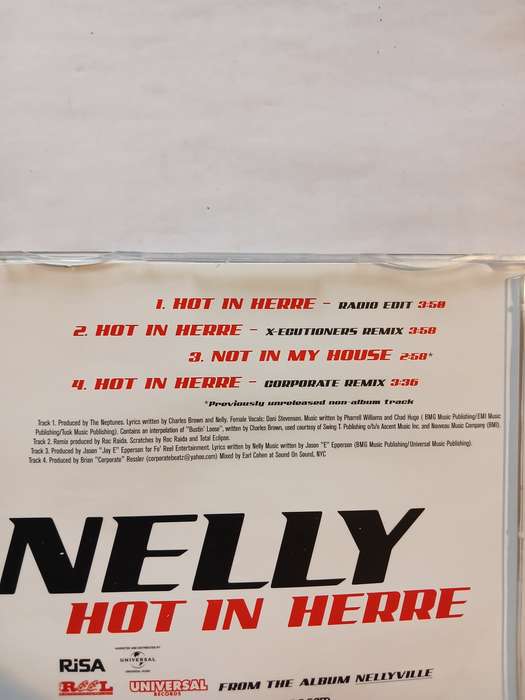 1. HOT IN HERRE – RADIO EDIT 3:58
2. HOT IN HERRE – X-ECUTIONERS REMIX 3:58
3. NOT IN MY HOUSE 2:58*
4. HOT IN HERRE – CORPORATE REMIX 3:36
*Previously unreleased non-album track
Track 1. Produced by The Neptunes. Lyrics written by Charles Brown and Nelly. Female Vocals: Dani Stevenson. Music written by Pharrell Williams and Chad Hugo ( BMG Music Publishing/EMI Music
Publishing/Tuck Music Publishing). Contains an interpolation of "Bustin' Loose", written by Charles Brown, used courtesy of Swing T. Publishing o/b/o Ascent Music Inc. and Nouveau Music Company (BMI).
Track 2. Remix produced by Roc Raida. Scratches by Roc Raida and Total Eclipse.
Track 3. Produced by Jason "Jay E" Epperson for Fo' Reel Entertainment. Lyrics written by Nelly Music written by Jason "E" Epperson (BMG Music Publishing/Universal Music Publishing).
Track 4. Produced by Brian "Corporate" Ressler (corporatebeatz@yahoo.com) Mixed by Earl Cohen at Sound On Sound, NYC
NELLY
HOT IN HERRE
RiSA
UNIVERSAL
REEL
UNIVERSAL
RECORDS
FROM THE ALBUM NELLYVILLE